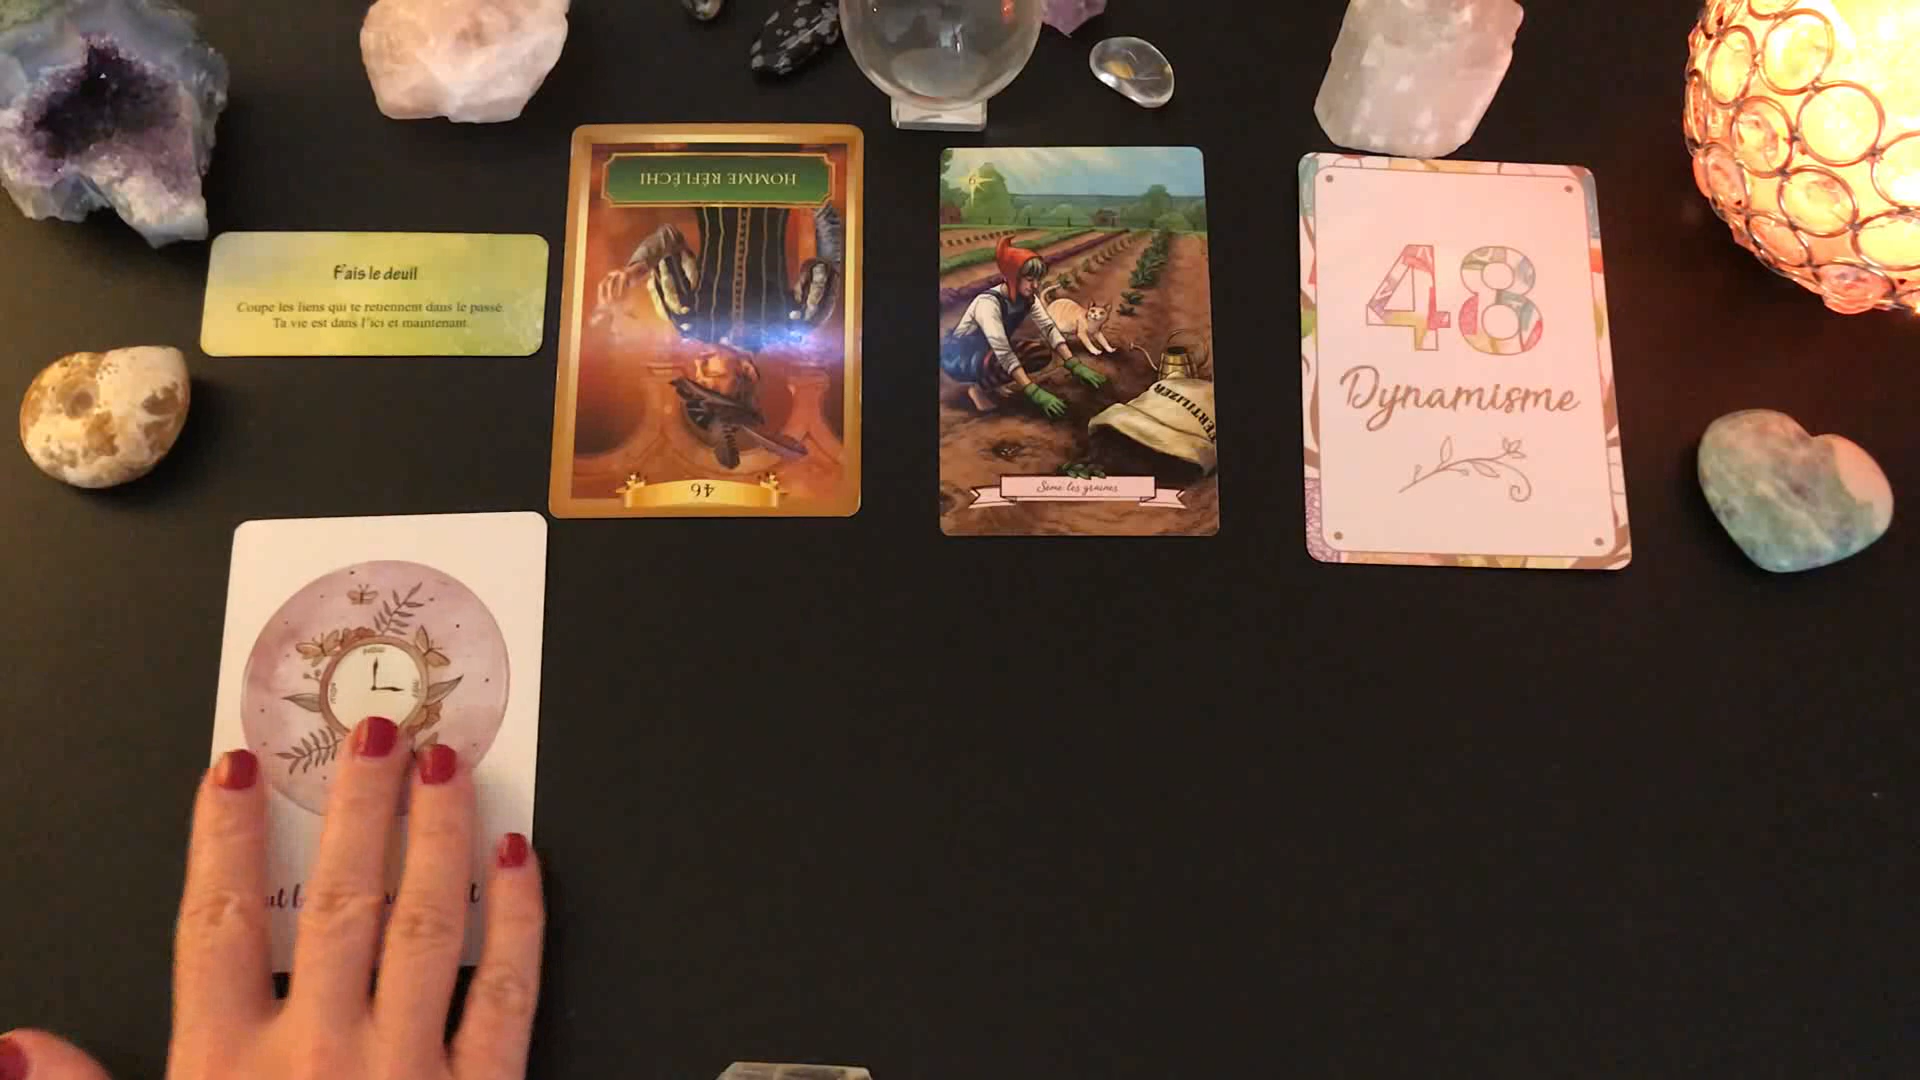 Fais le deuil
Coupe les liens qui te retiennent dans le passé.
Ta vie est dans l'ici et maintenant.
HOMME RÉFLÉCHI
46
9
FERTILIZER
Sème les graines
48
Dynamisme